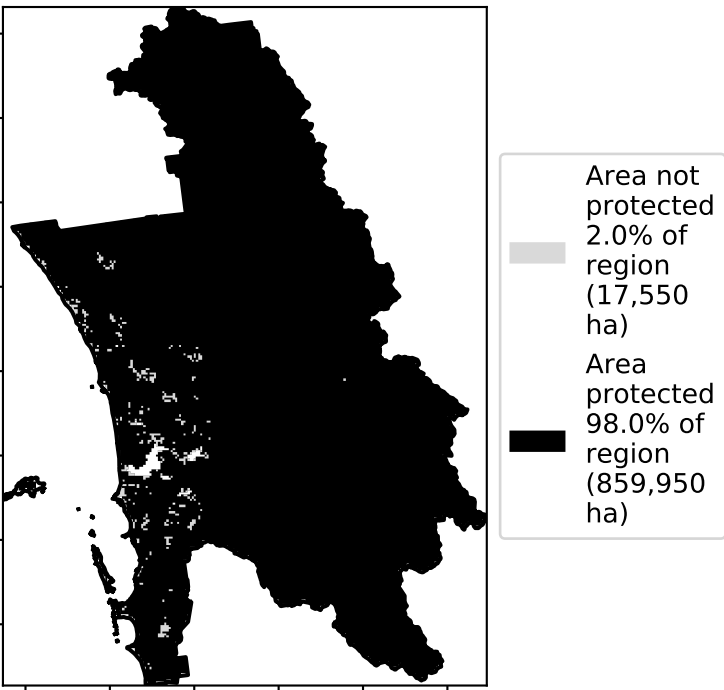 Area not
protected
2.0% of
region
(17,550
ha)
Area
protected
98.0% of
region
(859,950
ha)